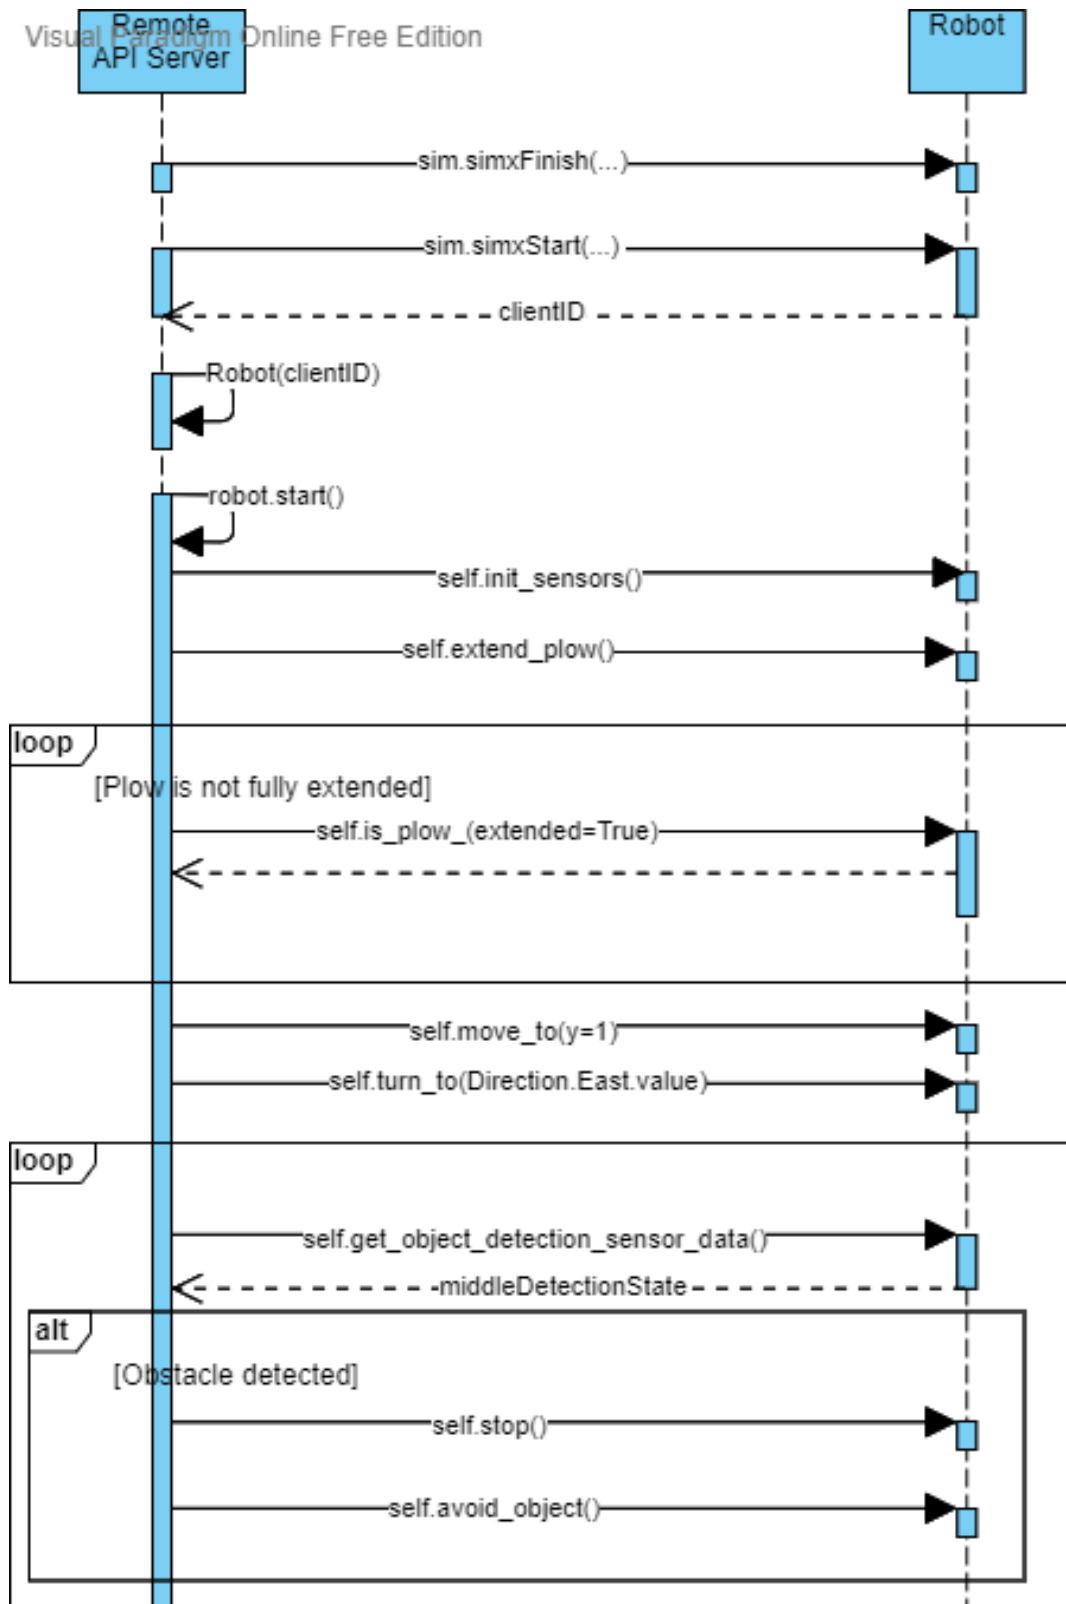 Visual Paradigm Online Free Edition
Remote
API Server
Robot
sim.simxFinish(...)
sim.simxStart(...)
clientID
Robot(clientID)
robot.start()
self.init_sensors()
self.extend_plow()
loop
[Plow is not fully extended]
self.is_plow_(extended=True)
self.move_to(y=1)
self.turn_to(Direction.East.value)
loop
self.get_object_detection_sensor_data()
middleDetectionState
alt
[Obstacle detected]
self.stop()
self.avoid_object()